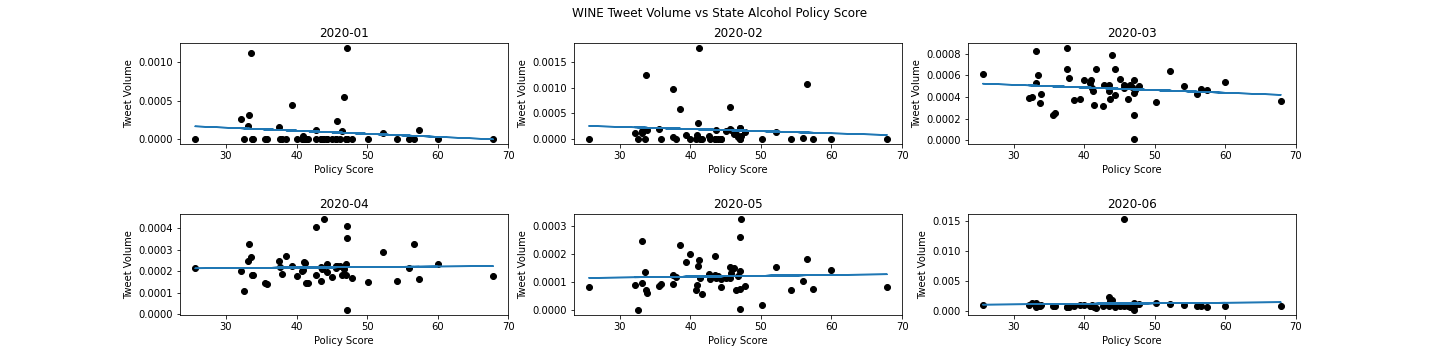 WINE Tweet Volume vs State Alcohol Policy Score
2020-01
0.0010
0.0005
0.0000
Tweet Volume
30 40 50 60 70
Policy Score
2020-02
0.0015
0.0010
0.0005
0.0000
Tweet Volume
30 40 50 60 70
Policy Score
2020-03
0.0008
0.0006
0.0004
0.0002
0.0000
Tweet Volume
30 40 50 60 70
Policy Score
2020-04
0.0004
0.0003
0.0002
0.0001
0.0000
Tweet Volume
30 40 50 60 70
Policy Score
2020-05
0.0003
0.0002
0.0001
0.0000
Tweet Volume
30 40 50 60 70
Policy Score
2020-06
0.015
0.010
0.005
0.000
Tweet Volume
30 40 50 60 70
Policy Score